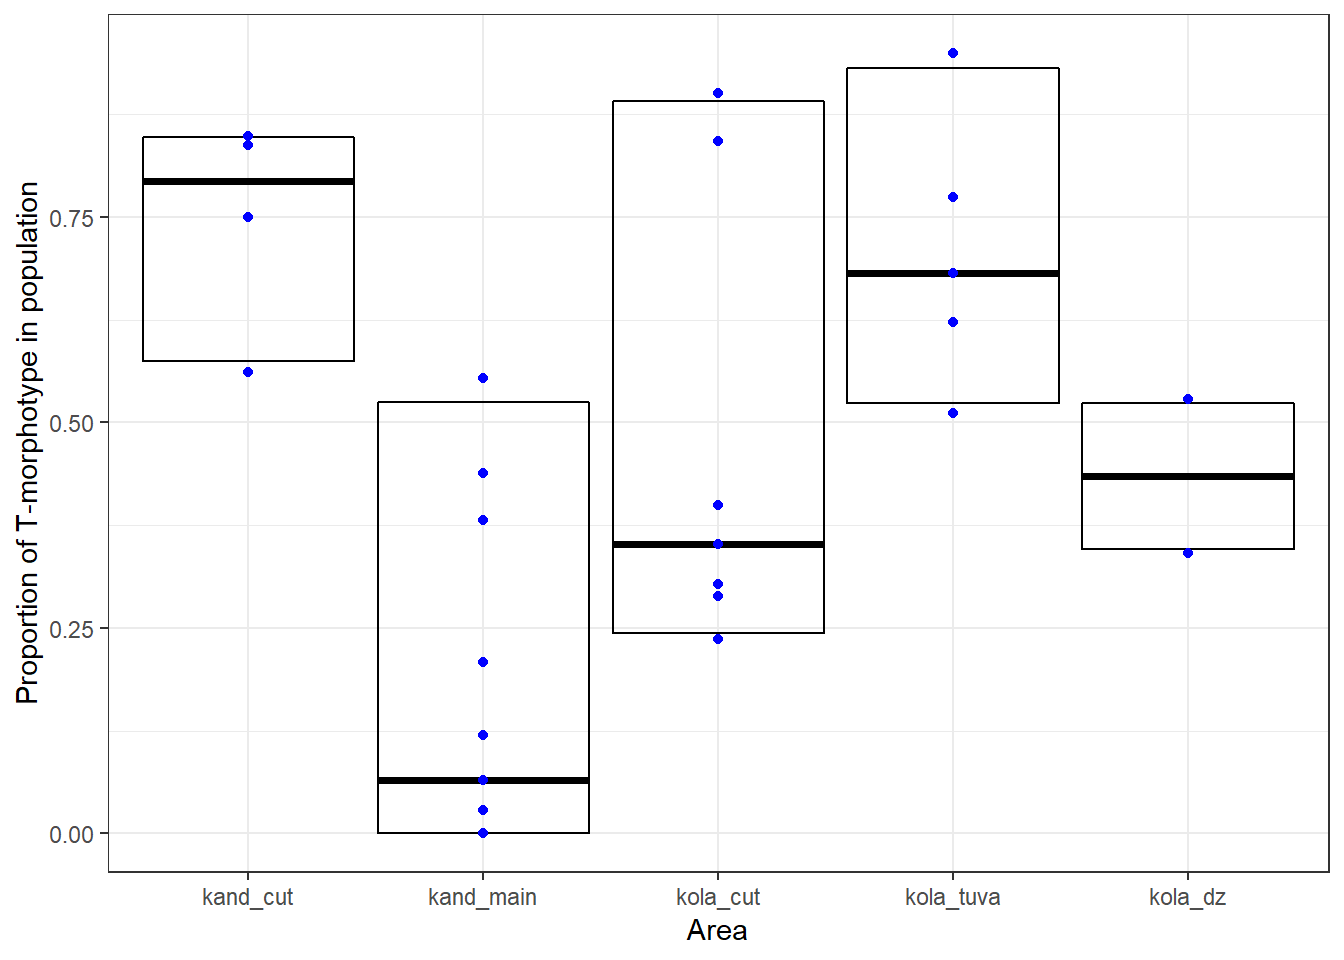 Proportion of T-morphotype in population
0.75
0.50
0.25
0.00
kand_cut kand_main kola_cut kola_tuva kola_dz
Area